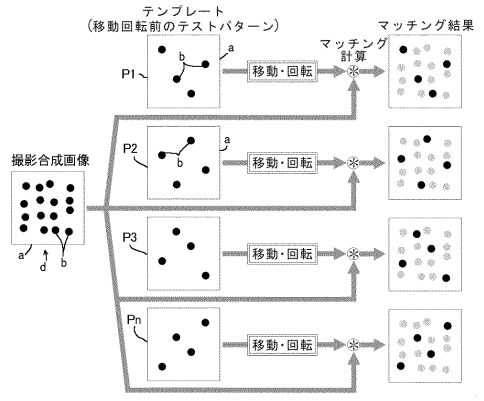 テンプレート
(移動回転前のテストパターン)
マッチング
計算
マッチング結果
P1
a
b
移動・回転
P2
a
b
移動・回転
撮影合成画像
a
d
b
P3
移動・回転
Pn
移動・回転